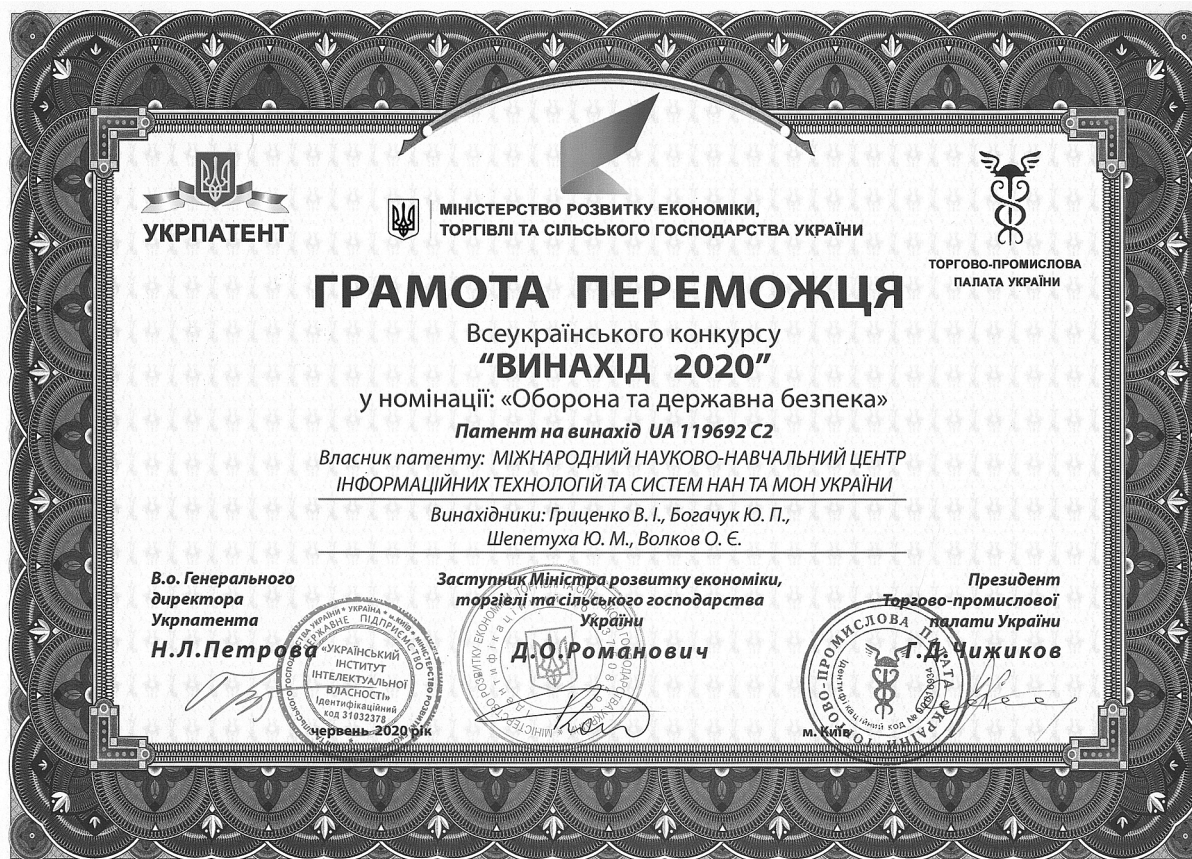 УКРПАТЕНТ
МІНІСТЕРСТВО РОЗВИТКУ ЕКОНОМІКИ,
ТОРГІВЛІ ТА СІЛЬСЬКОГО ГОСПОДАРСТВА УКРАЇНИ
ТОРГОВО-ПРОМИСЛОВА
ПАЛАТА УКРАЇНИ
ГРАМОТА ПЕРЕМОЖЦЯ
Всеукраїнського конкурсу
“ВИНАХІД 2020”
у номінації: «Оборона та державна безпека»
Патент на винахід UA 119692 C2
Власник патенту: МІЖНАРОДНИЙ НАУКОВО-НАВЧАЛЬНИЙ ЦЕНТР
ІНФОРМАЦІЙНИХ ТЕХНОЛОГІЙ ТА СИСТЕМ НАН ТА МОН УКРАЇНИ
Винахідники: Гриценко В. І., Богачук Ю. П.,
Шепетуха Ю. М., Волков О. Є.
В.о. Генерального
директора
Укрпатента
Н.Л.Петрова
Заступник Міністра розвитку економіки,
торгівлі та сільського господарства
України
Д.О.Романович
Президент
Торгово-промислової
палати України
Г.Д.Чижиков
ДЕРЖАВНЕ ПІДПРИЄМСТВО
«УКРАЇНСЬКИЙ
ІНСТИТУТ
ІНТЕЛЕКТУАЛЬНОЇ
ВЛАСНОСТІ»
Ідентифікаційний
код 31032378
ТОРГОВО-ПРОМИСЛОВА ПАЛАТА УКРАЇНИ
Ідентифікаційний код
червень 2020 рік
м. Київ